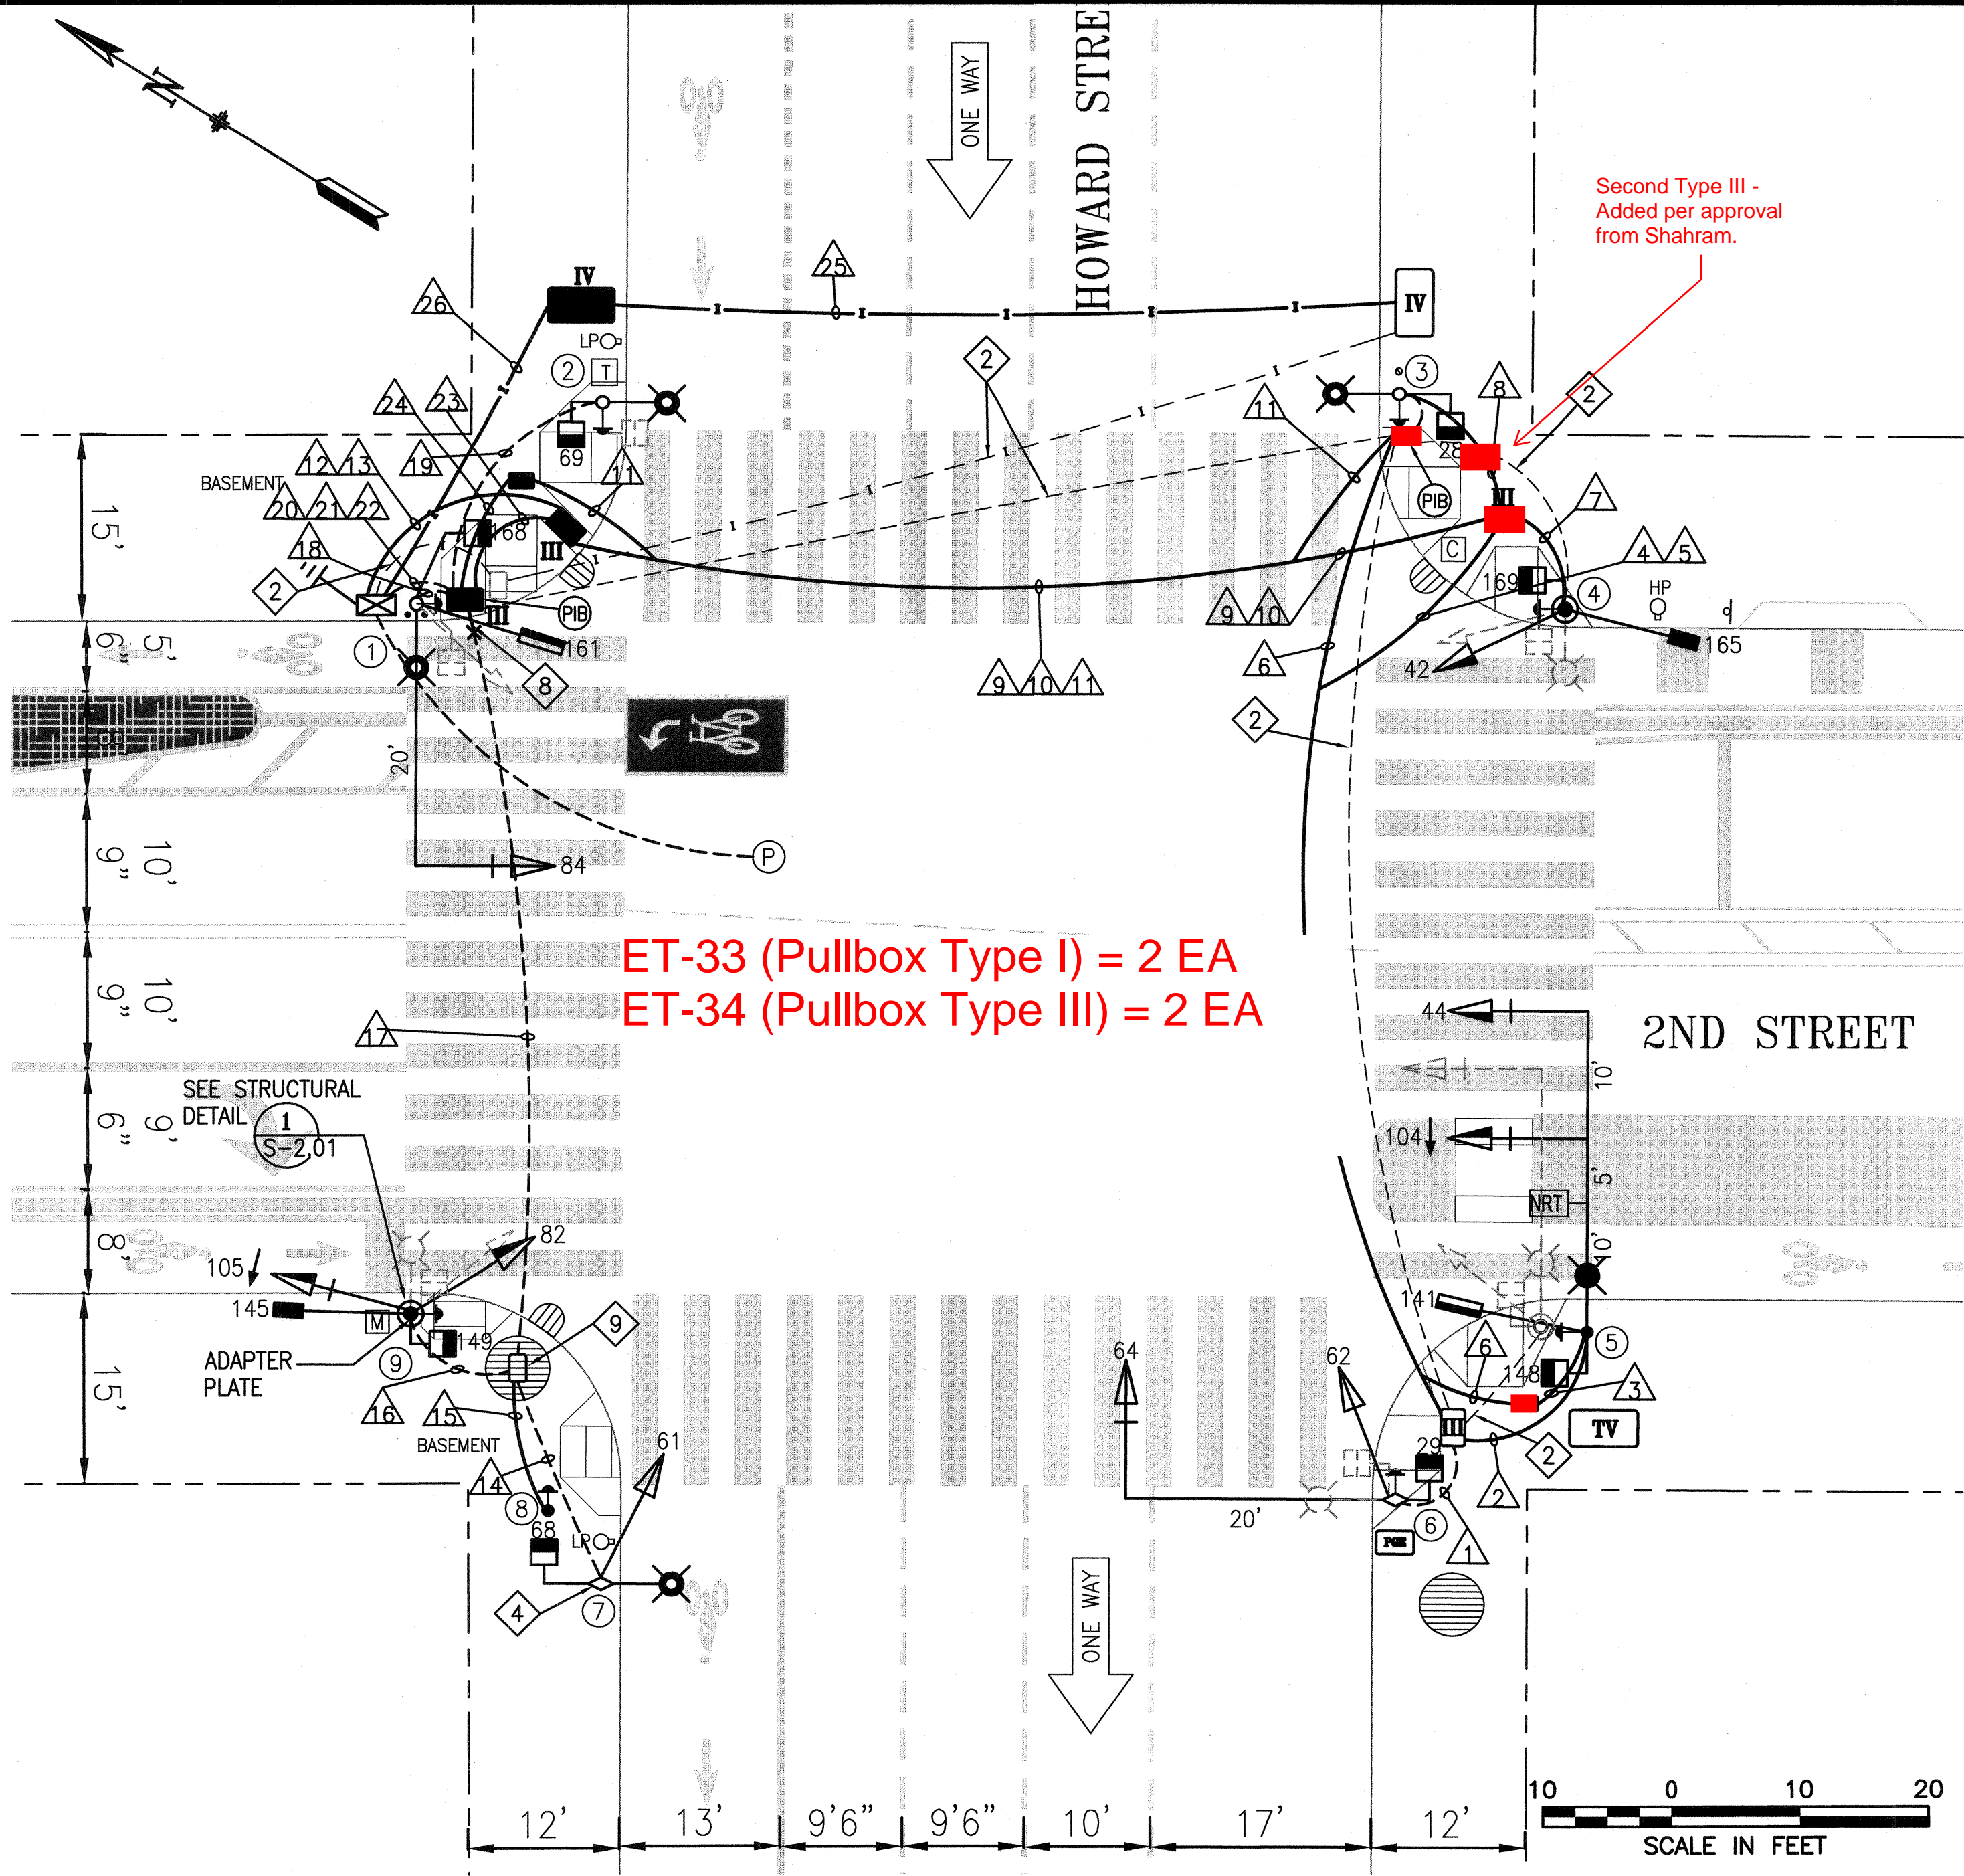 N
ONE WAY
HOWARD STRE
Second Type III -
Added per approval
from Shahram.
25
IV
26
LP
2
T
IV
2
3
8
2
11
24
23
12 13
19
69
11
28
BASEMENT
20 21 22
PIB
7
15'
168
III
18
C
4 5
2
169
HP
4
III
PIB
9 10
5'
6"
1
161
6
42
165
8
9 10 11
2
8'
20'
10'
9"
84
P
ET-33 (Pullbox Type I) = 2 EA
ET-34 (Pullbox Type III) = 2 EA
10'
9"
44
2ND STREET
17
10'
SEE STRUCTURAL
DETAIL
1
S-2.01
9'
6"
104
5'
NRT
8'
105
82
10'
145
M
149
9
141
5
ADAPTER
PLATE
9
64
62
6
148
3
15'
16
15
III
TV
BASEMENT
61
29
2
14
2
8
68
LP
20'
6
PGE
1
4
7
ONE WAY
10 0 10 20
SCALE IN FEET
12' 13' 9'6" 9'6" 10' 17' 12'